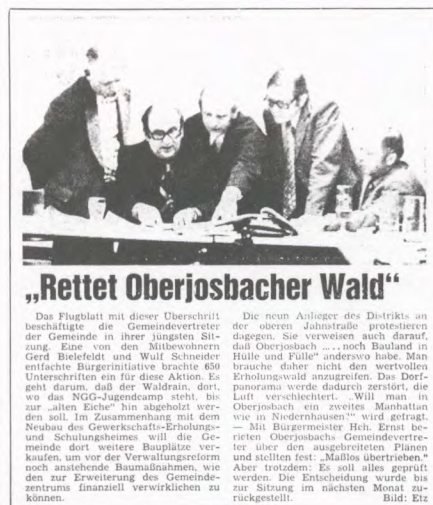 „Rettet Oberjosbacher Wald“
Das Flugblatt mit dieser Überschrift
beschäftigte die Gemeindevertreter
der Gemeinde in ihrer jüngsten Sit-
zung. Eine von den Mitbewohnern
Gerd Bielefeldt und Wulf Schneider
entfachte Bürgerinitiative brachte 650
Unterschriften ein für diese Aktion. Es
geht darum, daß der Waldrain, dort,
wo das NGG-Jugendcamp steht, bis
zur „alten Eiche“ hin abgeholzt wer-
den soll. Im Zusammenhang mit dem
Neubau des Gewerkschafts-Erholungs-
und Schulungsheimes will die Ge-
meinde dort weitere Bauplätze ver-
kaufen, um vor der Verwaltungsreform
noch anstehende Baumaßnahmen, wie
den zur Erweiterung des Gemeinde-
zentrums finanziell verwirklichen zu
können.
Die neun Anlieger des Distrikts an
der oberen Jahnstraße protestieren
dagegen. Sie verweisen auch darauf,
daß Oberjosbach „... noch Bauland in
Hülle und Fülle“ anderswo habe. Man
brauche daher nicht den wertvollen
Erholungswald anzugreifen. Das Dorf-
panorama werde dadurch zerstört, die
Luft verschlechtert. „Will man in
Oberjosbach ein zweites Manhattan
wie in Niedernhausen?“ wird gefragt.
— Mit Bürgermeister Hch. Ernst be-
rieten Oberjosbachs Gemeindevertre-
ter über den ausgebreiteten Plänen
und stellten fest: „Maßlos übertrieben.“
Aber trotzdem: Es soll alles geprüft
werden. Die Entscheidung wurde bis
zur Sitzung im nächsten Monat zu-
rückgestellt. Bild: Etz